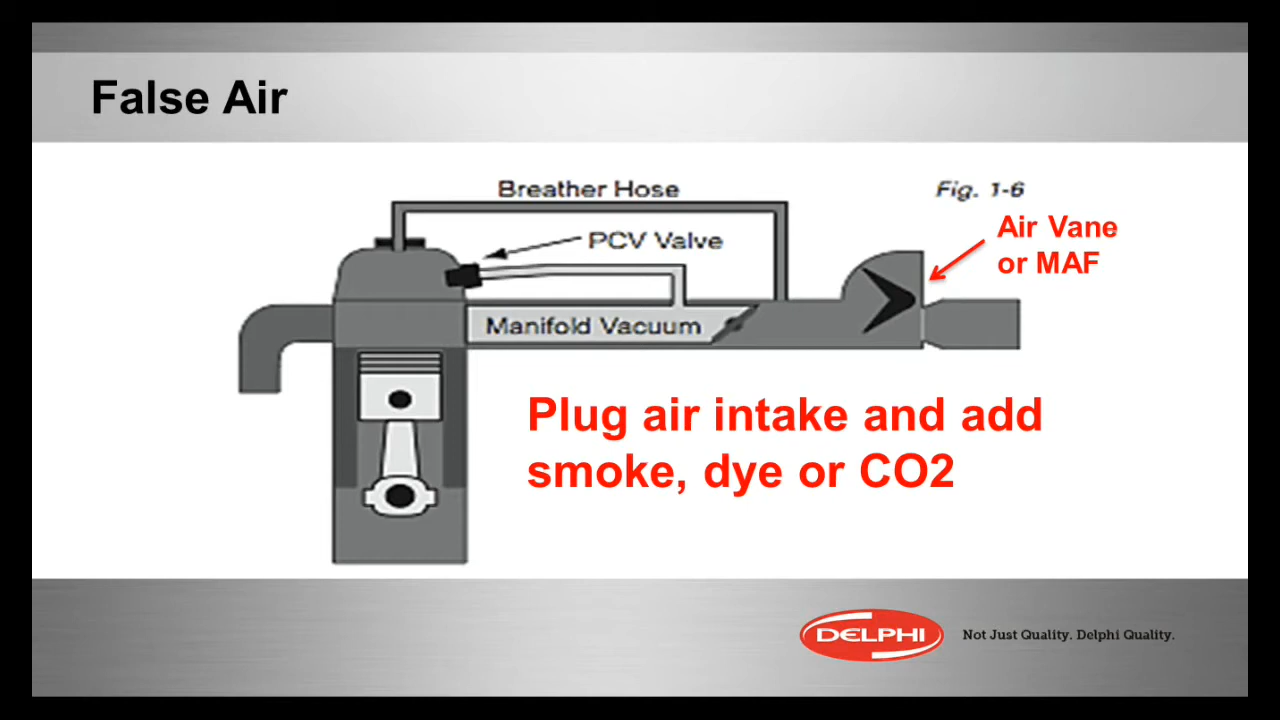 False Air
Breather Hose
Fig. 1-6
Air Vane
or MAF
PCV Valve
Manifold Vacuum
Plug air intake and add
smoke, dye or CO2
DELPHI
Not Just Quality. Delphi Quality.